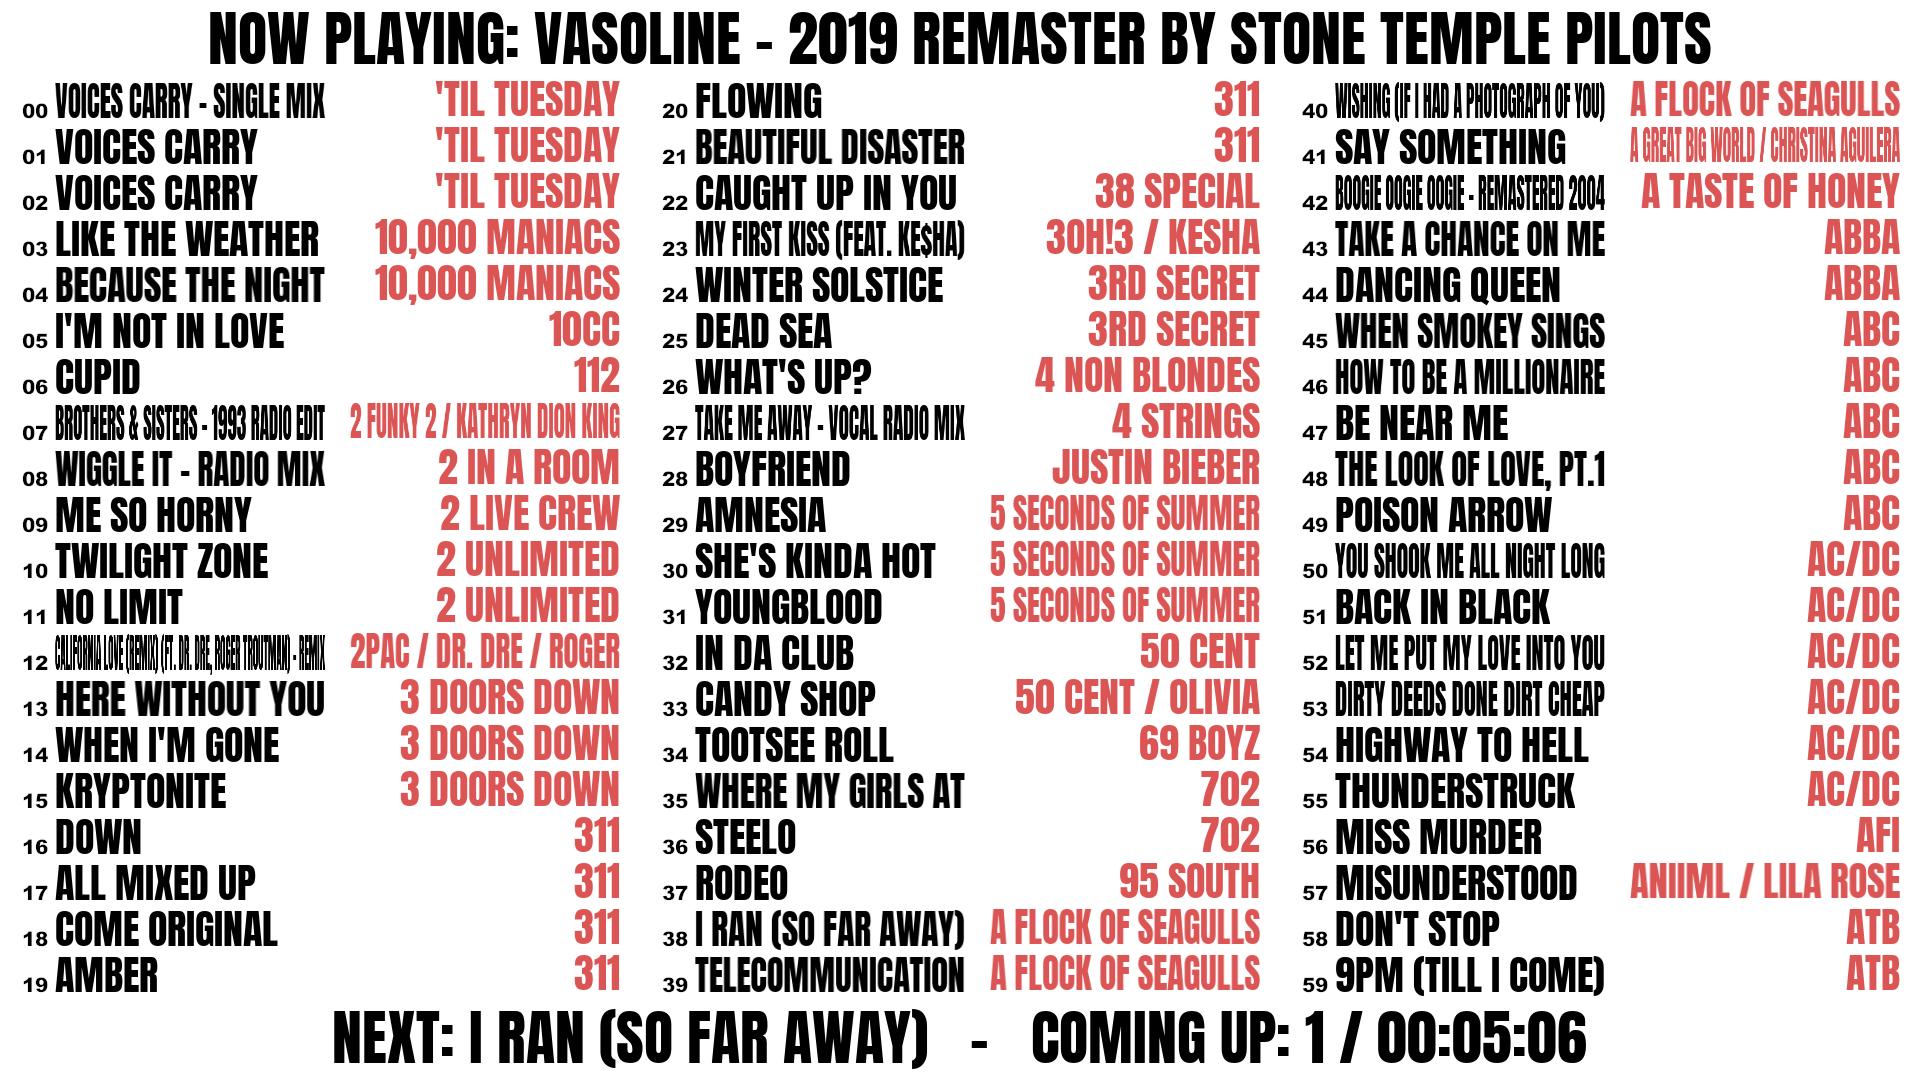 NOW PLAYING: VASOLINE - 2019 REMASTER BY STONE TEMPLE PILOTS
00 VOICES CARRY - SINGLE MIX 'TIL TUESDAY
01 VOICES CARRY 'TIL TUESDAY
02 VOICES CARRY 'TIL TUESDAY
03 LIKE THE WEATHER 10,000 MANIACS
04 BECAUSE THE NIGHT 10,000 MANIACS
05 I'M NOT IN LOVE 10CC
06 CUPID 112
07 BROTHERS & SISTERS - 1993 RADIO EDIT 2 FUNKY 2 / KATHRYN DION KING
08 WIGGLE IT - RADIO MIX 2 IN A ROOM
09 ME SO HORNY 2 LIVE CREW
10 TWILIGHT ZONE 2 UNLIMITED
11 NO LIMIT 2 UNLIMITED
12 CALIFORNIA LOVE (REMIX) (FT. DR. DRE, ROGER TROUTMAN) - REMIX 2PAC / DR. DRE / ROGER
13 HERE WITHOUT YOU 3 DOORS DOWN
14 WHEN I'M GONE 3 DOORS DOWN
15 KRYPTONITE 3 DOORS DOWN
16 DOWN 311
17 ALL MIXED UP 311
18 COME ORIGINAL 311
19 AMBER 311
20 FLOWING 311
21 BEAUTIFUL DISASTER 311
22 CAUGHT UP IN YOU 38 SPECIAL
23 MY FIRST KISS (FEAT. KE$HA) 3OH!3 / KESHA
24 WINTER SOLSTICE 3RD SECRET
25 DEAD SEA 3RD SECRET
26 WHAT'S UP? 4 NON BLONDES
27 TAKE ME AWAY - VOCAL RADIO MIX 4 STRINGS
28 BOYFRIEND JUSTIN BIEBER
29 AMNESIA 5 SECONDS OF SUMMER
30 SHE'S KINDA HOT 5 SECONDS OF SUMMER
31 YOUNGBLOOD 5 SECONDS OF SUMMER
32 IN DA CLUB 50 CENT
33 CANDY SHOP 50 CENT / OLIVIA
34 TOOTSEE ROLL 69 BOYZ
35 WHERE MY GIRLS AT 702
36 STEELO 702
37 RODEO 95 SOUTH
38 I RAN (SO FAR AWAY) A FLOCK OF SEAGULLS
39 TELECOMMUNICATION A FLOCK OF SEAGULLS
40 WISHING (IF I HAD A PHOTOGRAPH OF YOU) A FLOCK OF SEAGULLS
41 SAY SOMETHING A GREAT BIG WORLD / CHRISTINA AGUILERA
42 BOOGIE OOGIE OOGIE - REMASTERED 2004 A TASTE OF HONEY
43 TAKE A CHANCE ON ME ABBA
44 DANCING QUEEN ABBA
45 WHEN SMOKEY SINGS ABC
46 HOW TO BE A MILLIONAIRE ABC
47 BE NEAR ME ABC
48 THE LOOK OF LOVE, PT.1 ABC
49 POISON ARROW ABC
50 YOU SHOOK ME ALL NIGHT LONG AC/DC
51 BACK IN BLACK AC/DC
52 LET ME PUT MY LOVE INTO YOU AC/DC
53 DIRTY DEEDS DONE DIRT CHEAP AC/DC
54 HIGHWAY TO HELL AC/DC
55 THUNDERSTRUCK AC/DC
56 MISS MURDER AFI
57 MISUNDERSTOOD ANIIML / LILA ROSE
58 DON'T STOP ATB
59 9PM (TILL I COME) ATB
NEXT: I RAN (SO FAR AWAY) - COMING UP: 1 / 00:05:06